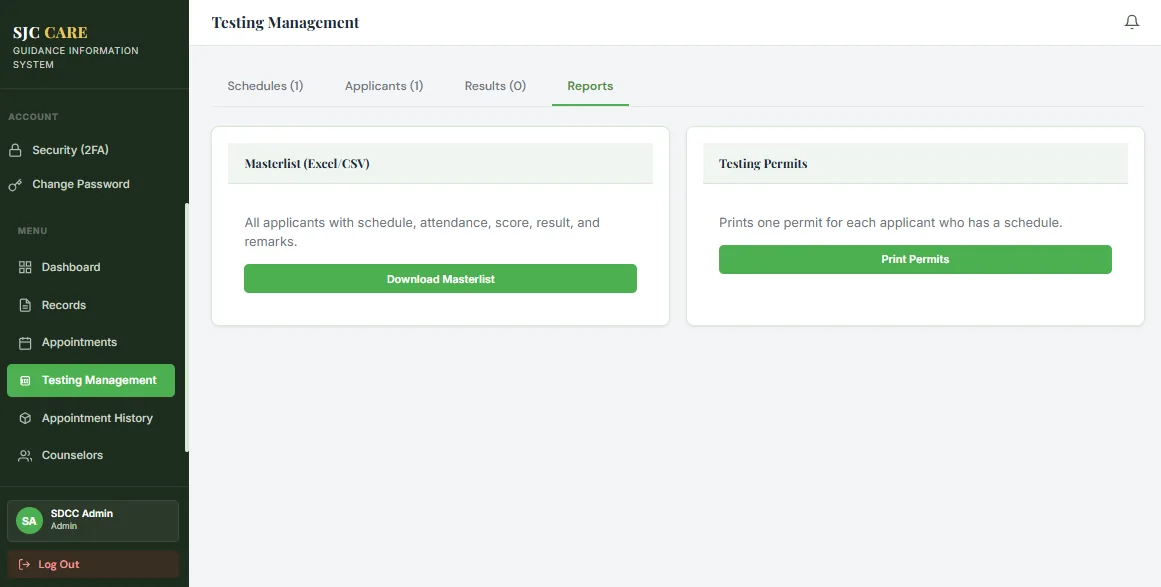 SJC CARE
GUIDANCE INFORMATION
SYSTEM
ACCOUNT
Security (2FA)
Change Password
MENU
Dashboard
Records
Appointments
Testing Management
Appointment History
Counselors
SA
SDCC Admin
Admin
Log Out
Testing Management
Schedules (1)
Applicants (1)
Results (0)
Reports
Masterlist (Excel/CSV)
All applicants with schedule, attendance, score, result, and
remarks.
Download Masterlist
Testing Permits
Prints one permit for each applicant who has a schedule.
Print Permits